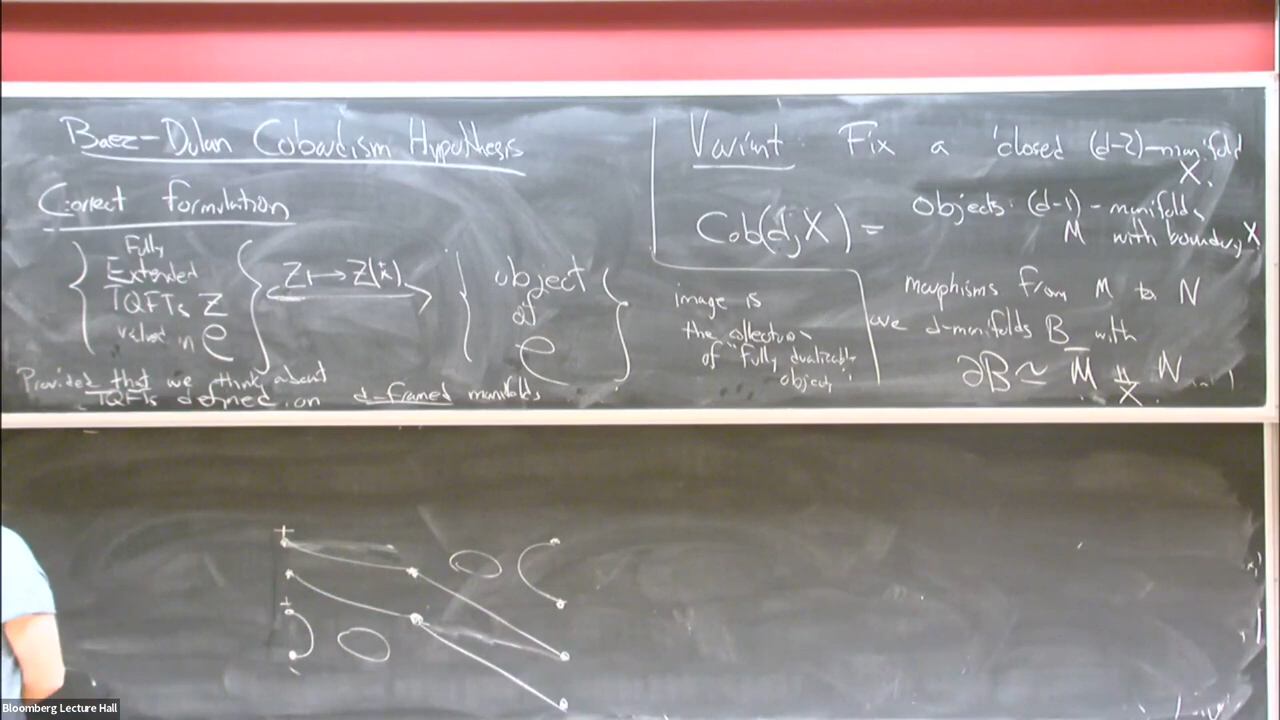 Baez-Dolan Cobordism Hypothesis
Correct formulation
{ Fully
Extended
TQFTs Z
valued in C }
Z ↦ Z(*)
{ object
of
C }
Provided that we think about
TQFTs defined on d-framed manifolds
image is
the collection
of "fully dualizable
objects"
Variant: Fix a closed (d-2)-manifold
X.
Cob(d,X) =
Objects: (d-1)-manifolds
M with boundary X
morphisms from M to N
are d-manifolds B with
∂B ≃ M ⨿ N
X
+
+
-
Bloomberg Lecture Hall